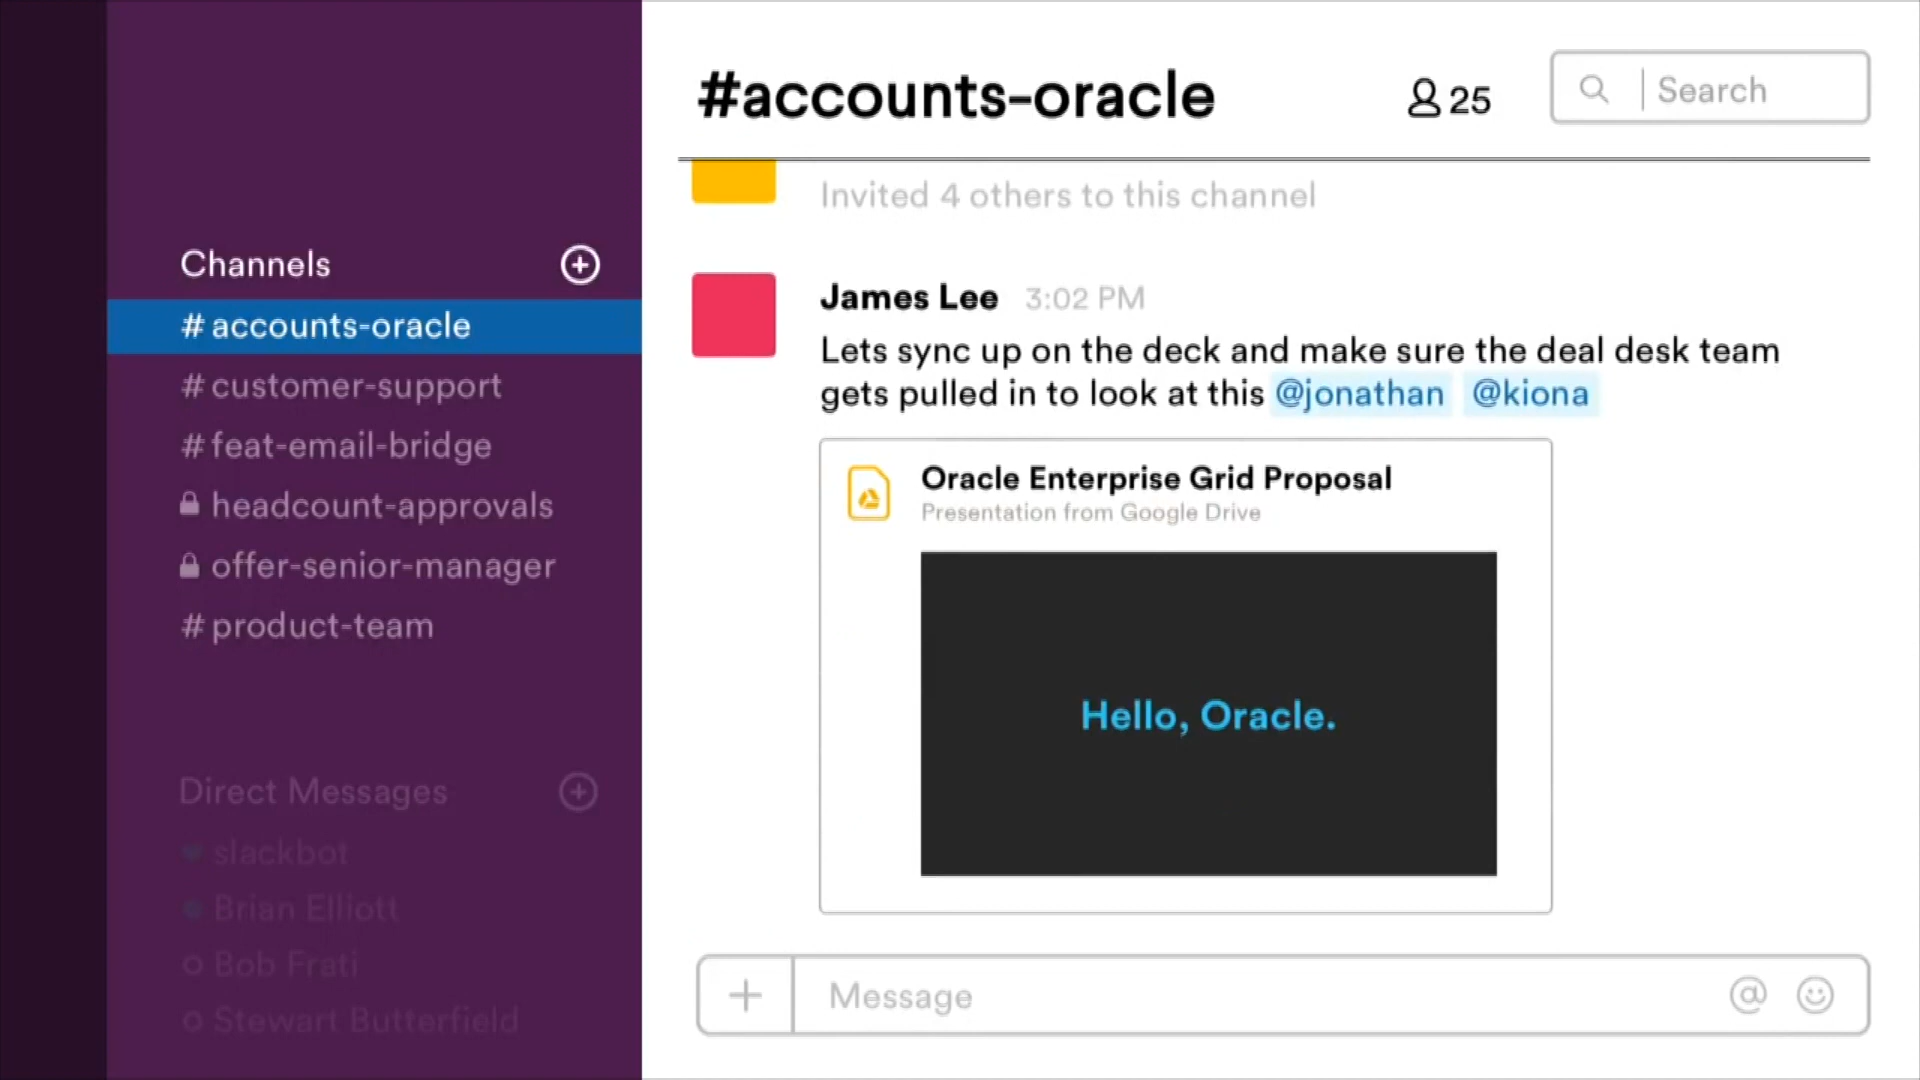 Channels
# accounts-oracle
# customer-support
# feat-email-bridge
headcount-approvals
offer-senior-manager
# product-team
Direct Messages
slackbot
Brian Elliott
Bob Frati
Stewart Butterfield
#accounts-oracle
25
Search
Invited 4 others to this channel
James Lee 3:02 PM
Lets sync up on the deck and make sure the deal desk team
gets pulled in to look at this @jonathan @kiona
Oracle Enterprise Grid Proposal
Presentation from Google Drive
Hello, Oracle.
Message